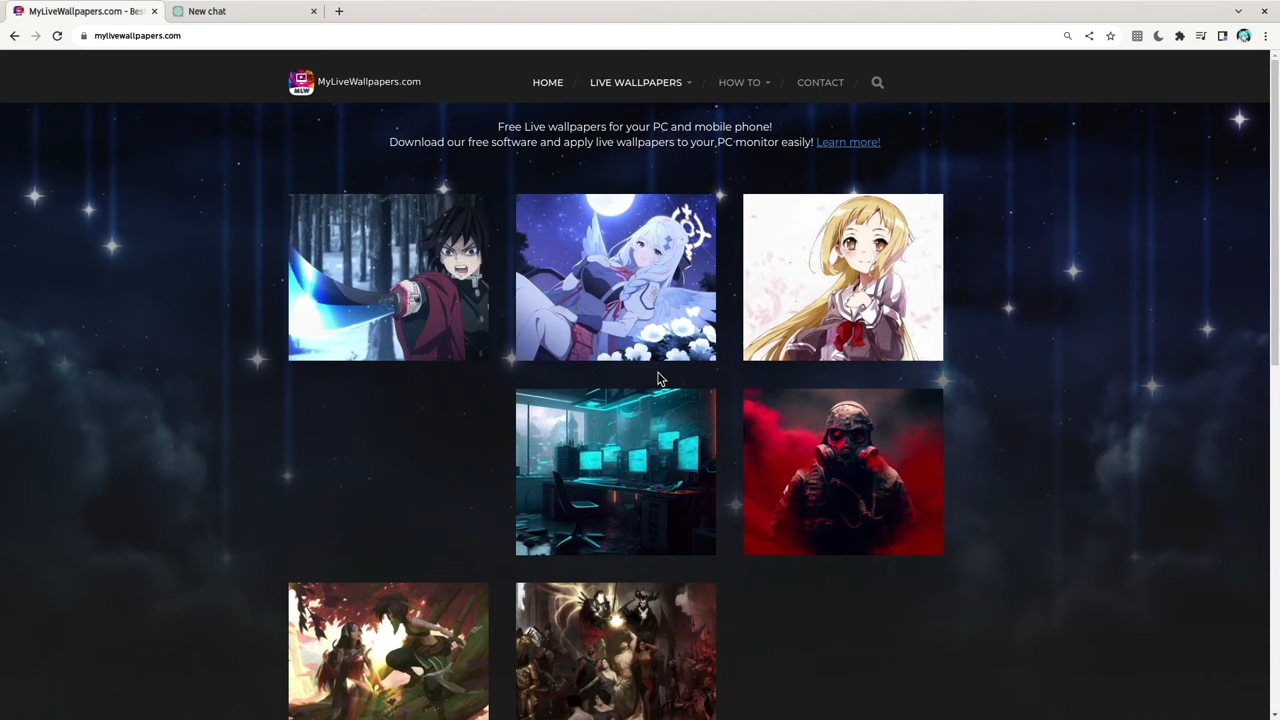 MyLiveWallpapers.com - Bes
New chat
mylivewallpapers.com
MLW
MyLiveWallpapers.com
HOME / LIVE WALLPAPERS / HOW TO / CONTACT /
Free Live wallpapers for your PC and mobile phone!
Download our free software and apply live wallpapers to your PC monitor easily! Learn more!